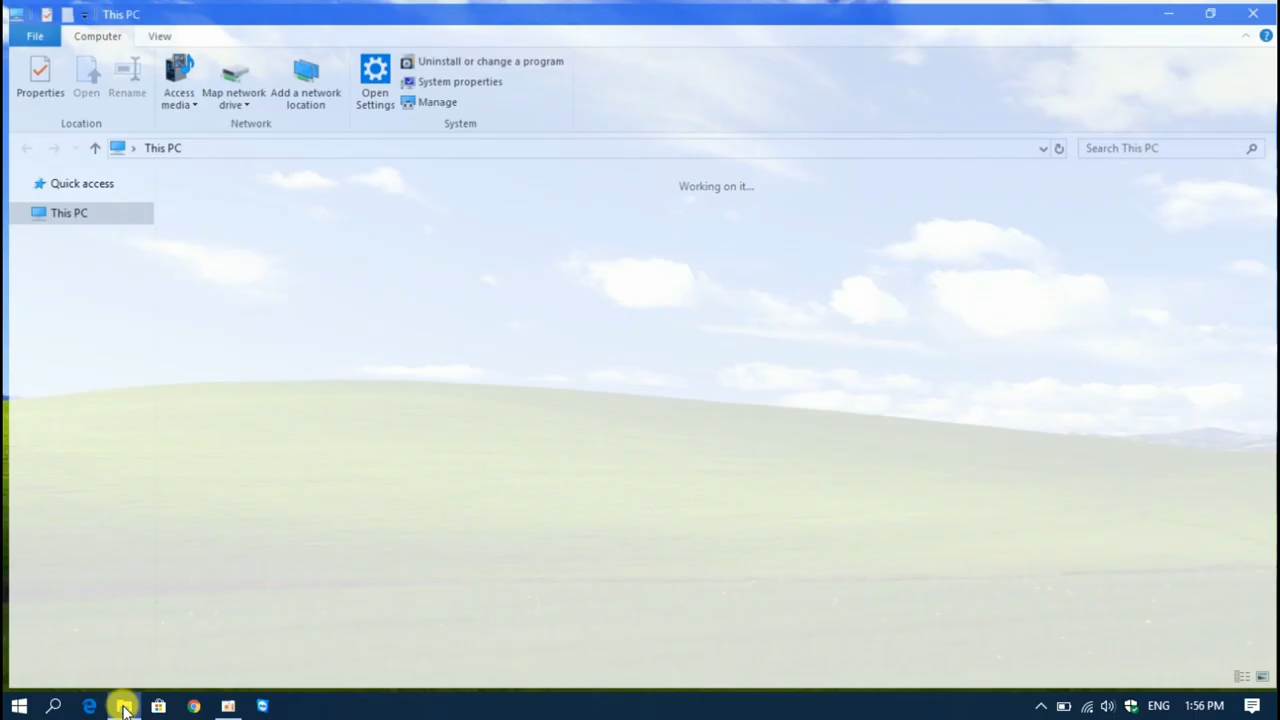 This PC
File
Computer
View
Properties
Open
Rename
Access media
Map network drive
Add a network location
Open Settings
Uninstall or change a program
System properties
Manage
Location
Network
System
This PC
Search This PC
Quick access
This PC
Working on it...
ENG
1:56 PM